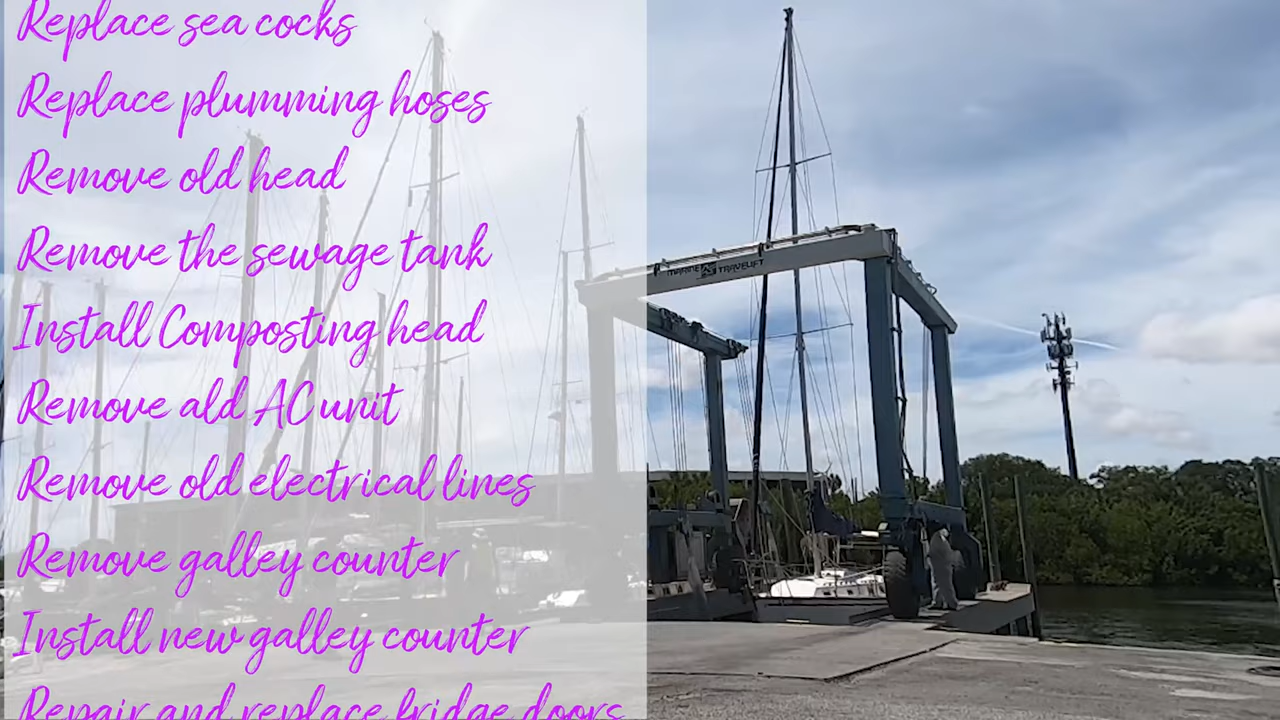 Replace sea cocks
Replace plumming hoses
Remove old head
Remove the sewage tank
Install Composting head
Remove ald AC unit
Remove old electrical lines
Remove galley counter
Install new galley counter
Repair and replace fridge doors
MARINE TRAVELIFT